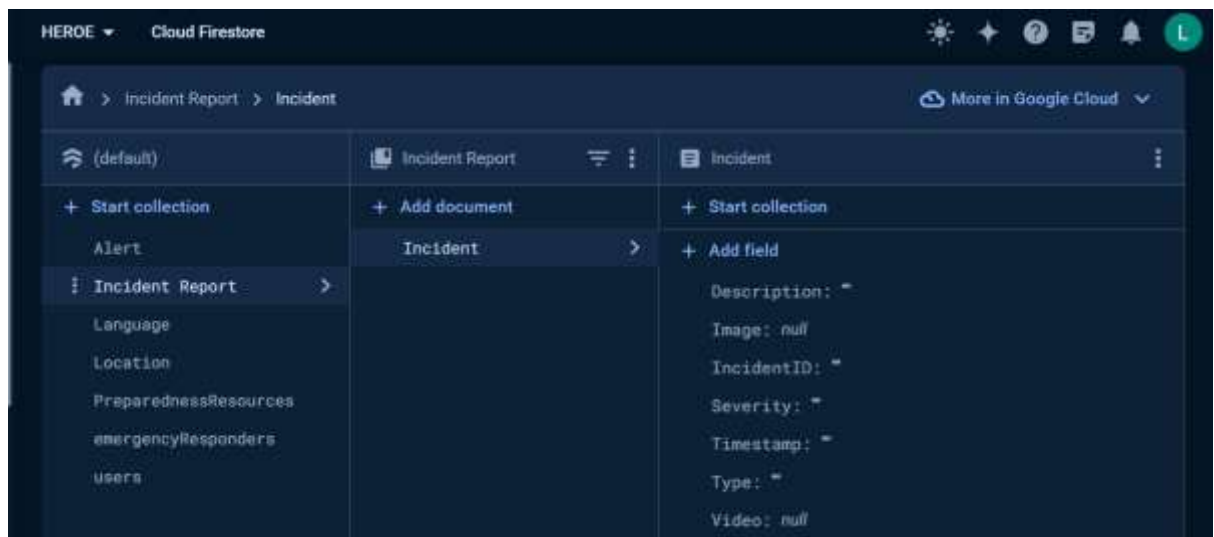 HEROE Cloud Firestore
L
> Incident Report > Incident
More in Google Cloud
(default)
+ Start collection
Alert
Incident Report >
Language
Location
PreparednessResources
emergencyResponders
users
Incident Report
+ Add document
Incident >
Incident
+ Start collection
+ Add field
Description: ""
Image: null
IncidentID: ""
Severity: ""
Timestamp: ""
Type: ""
Video: null